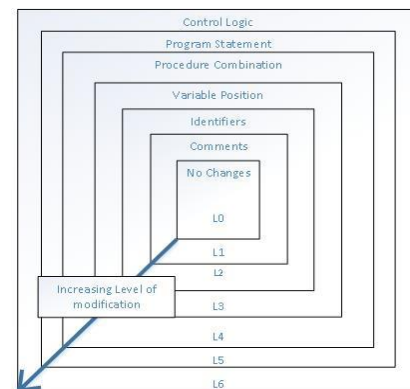 Control Logic
Program Statement
Procedure Combination
Variable Position
Identifiers
Comments
No Changes
L0
L1
L2
Increasing Level of
modification
L3
L4
L5
L6